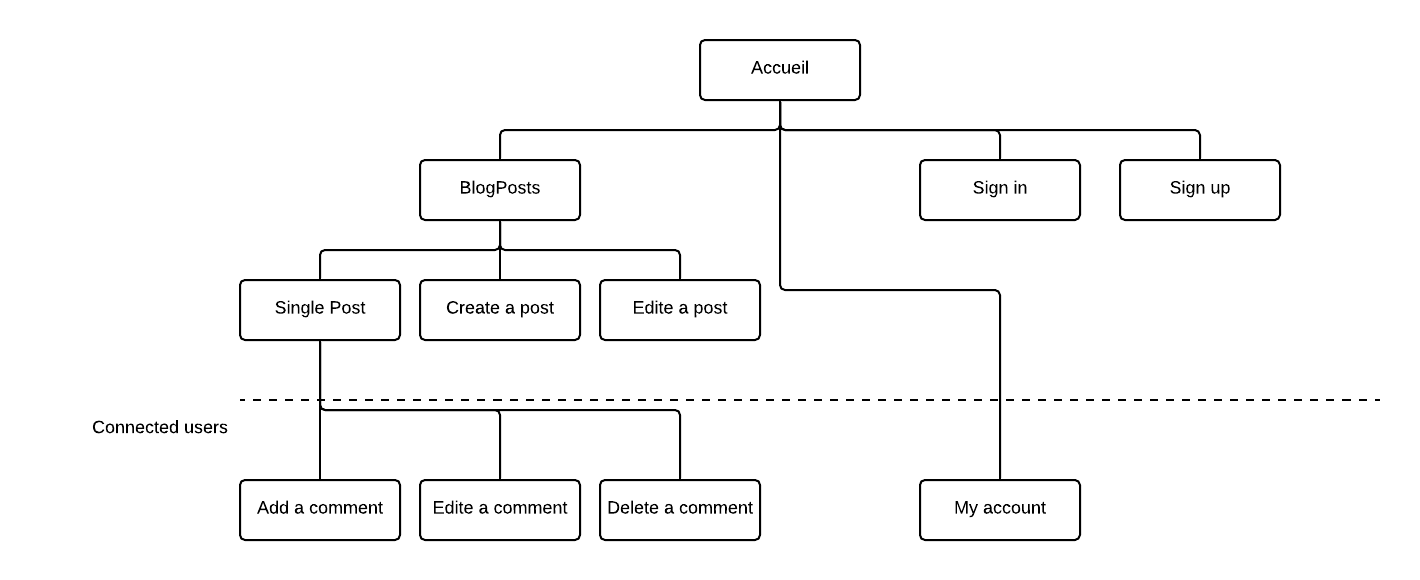 Accueil
BlogPosts
Sign in
Sign up
Single Post
Create a post
Edite a post
Connected users
Add a comment
Edite a comment
Delete a comment
My account